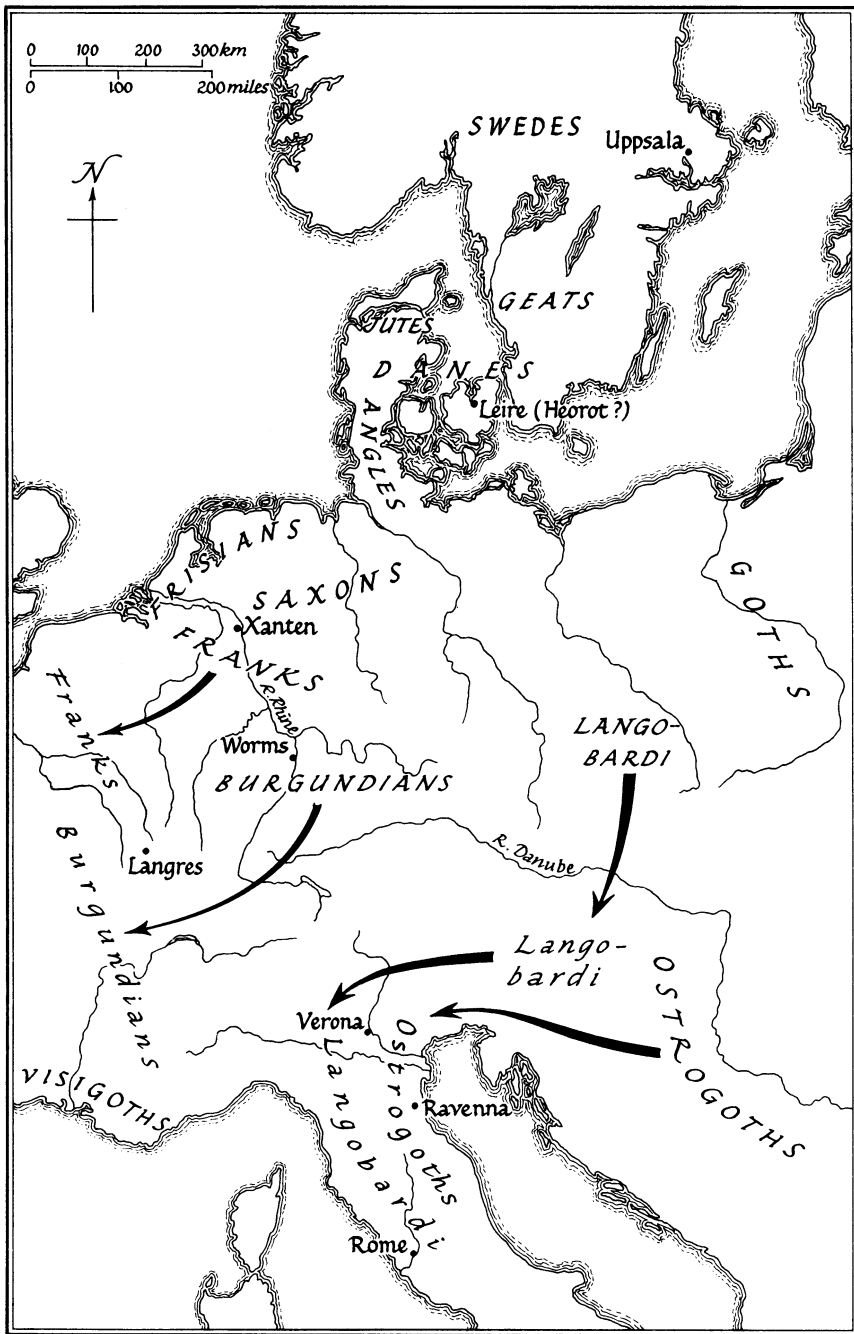 0 100 200 300km
0 100 200 miles
N
SWEDES
Uppsala
GEATS
JUTES
DANES
Leire (Heorot ?)
ANGLES
FRISIANS
SAXONS
GOTHS
Xanten
FRANKS
R. Rhine
Franks
LANGO-
BARDI
Worms
BURGUNDIANS
Langres
R. Danube
Burgundians
Lango-
bardi
OSTROGOTHS
Verona
Ostrogoths
Langobardi
VISIGOTHS
Ravenna
Rome